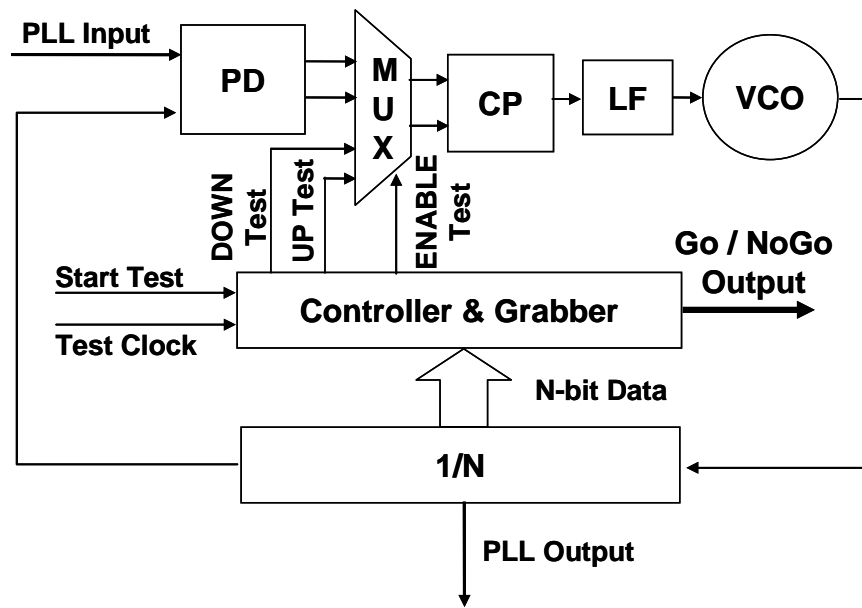 PLL Input
PD
M
U
X
CP
LF
VCO
DOWN
Test
UP Test
ENABLE
Test
Go / NoGo
Output
Start Test
Test Clock
Controller & Grabber
N-bit Data
1/N
PLL Output